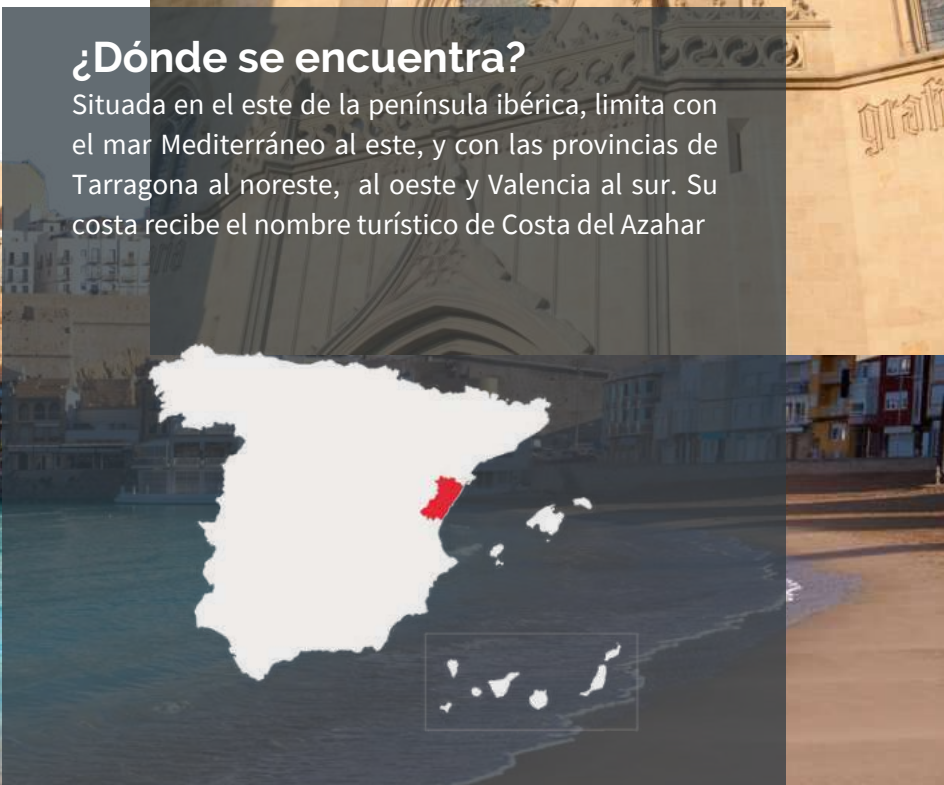 ¿Dónde se encuentra?
Situada en el este de la península ibérica, limita con
el mar Mediterráneo al este, y con las provincias de
Tarragona al noreste,  al oeste y Valencia al sur. Su
costa recibe el nombre turístico de Costa del Azahar